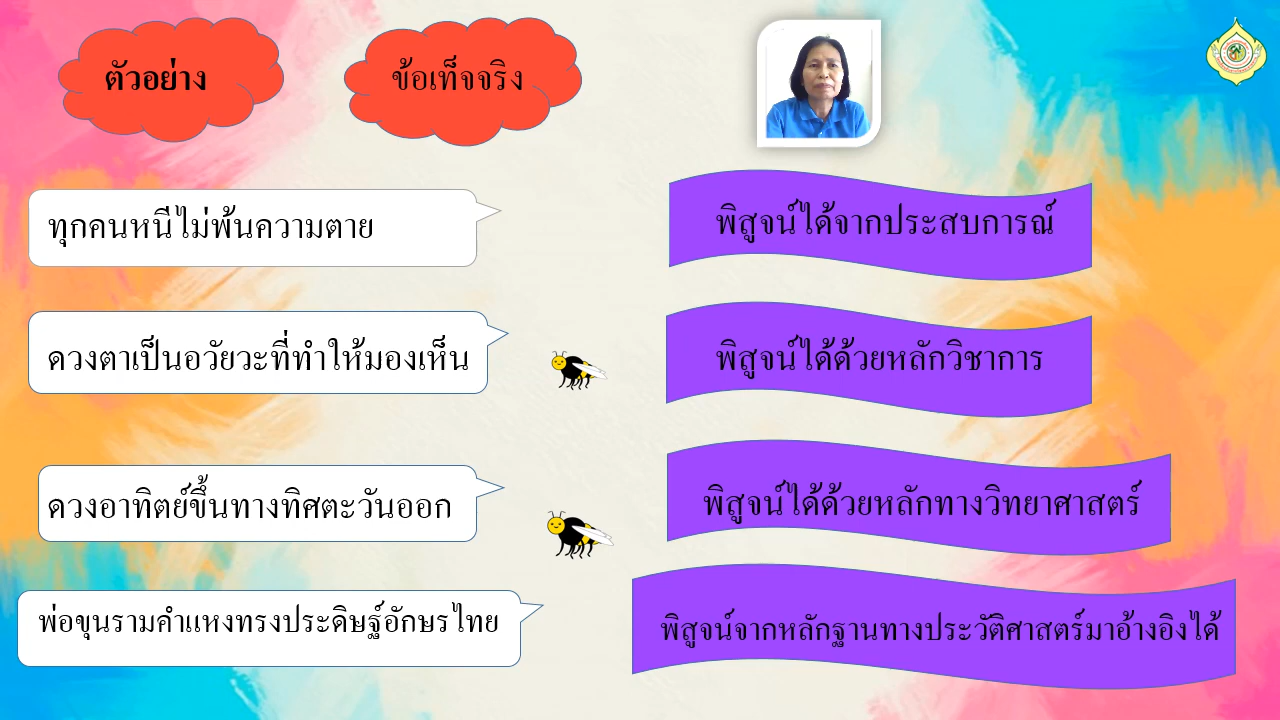 ตัวอย่าง
ข้อเท็จจริง
ทุกคนหนีไม่พ้นความตาย
พิสูจน์ได้จากประสบการณ์
ดวงตาเป็นอวัยวะที่ทำให้มองเห็น
พิสูจน์ได้ด้วยหลักวิชาการ
ดวงอาทิตย์ขึ้นทางทิศตะวันออก
พิสูจน์ได้ด้วยหลักทางวิทยาศาสตร์
พ่อขุนรามคำแหงทรงประดิษฐ์อักษรไทย
พิสูจน์จากหลักฐานทางประวัติศาสตร์มาอ้างอิงได้